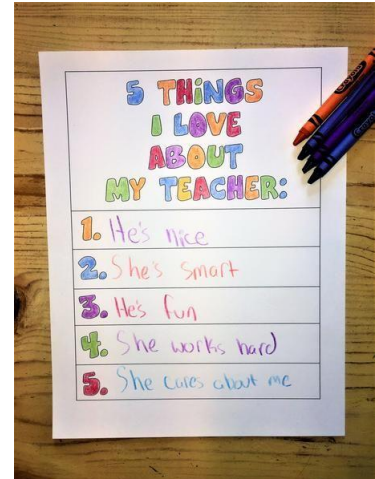 5 THiNGS
I LOVE
ABOUT
MY TEACHER:
1. He's nice
2. She's smart
3. He's fun
4. She works hard
5. She cares about me
Crayola